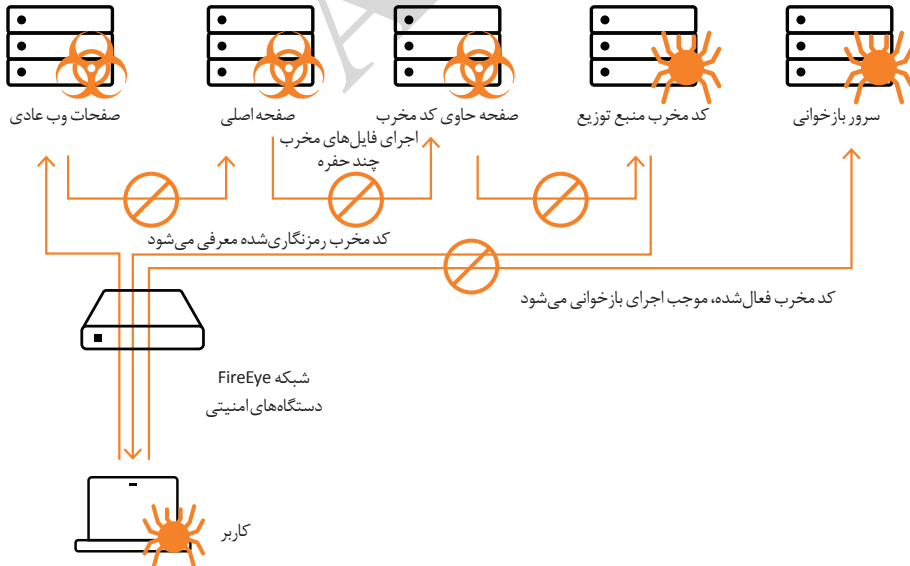 صفحات وب عادی
صفحه اصلی
صفحه حاوی کد مخرب
کد مخرب منبع توزیع
سرور بازخوانی
اجرای فایل‌های مخرب
چند حفره
کد مخرب رمزنگاری‌شده معرفی می‌شود
کد مخرب فعال‌شده، موجب اجرای بازخوانی می‌شود
شبکه FireEye
دستگاه‌های امنیتی
کاربر